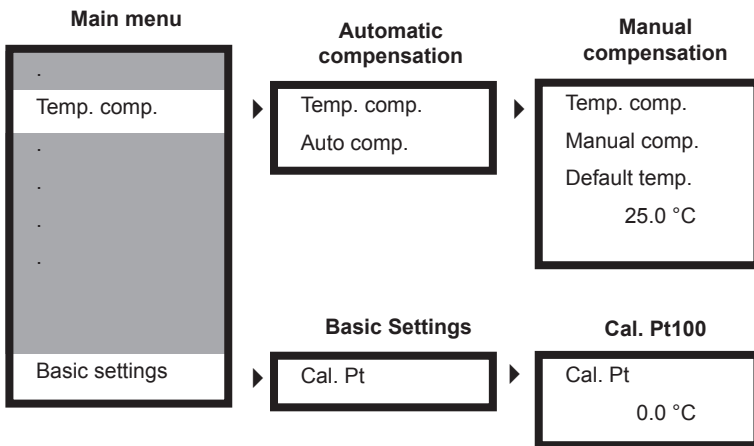 Main menu
.
Temp. comp.
.
.
.
.
Basic settings
Automatic
compensation
Temp. comp.
Auto comp.
Manual
compensation
Temp. comp.
Manual comp.
Default temp.
25.0 °C
Basic Settings
Cal. Pt
Cal. Pt100
Cal. Pt
0.0 °C